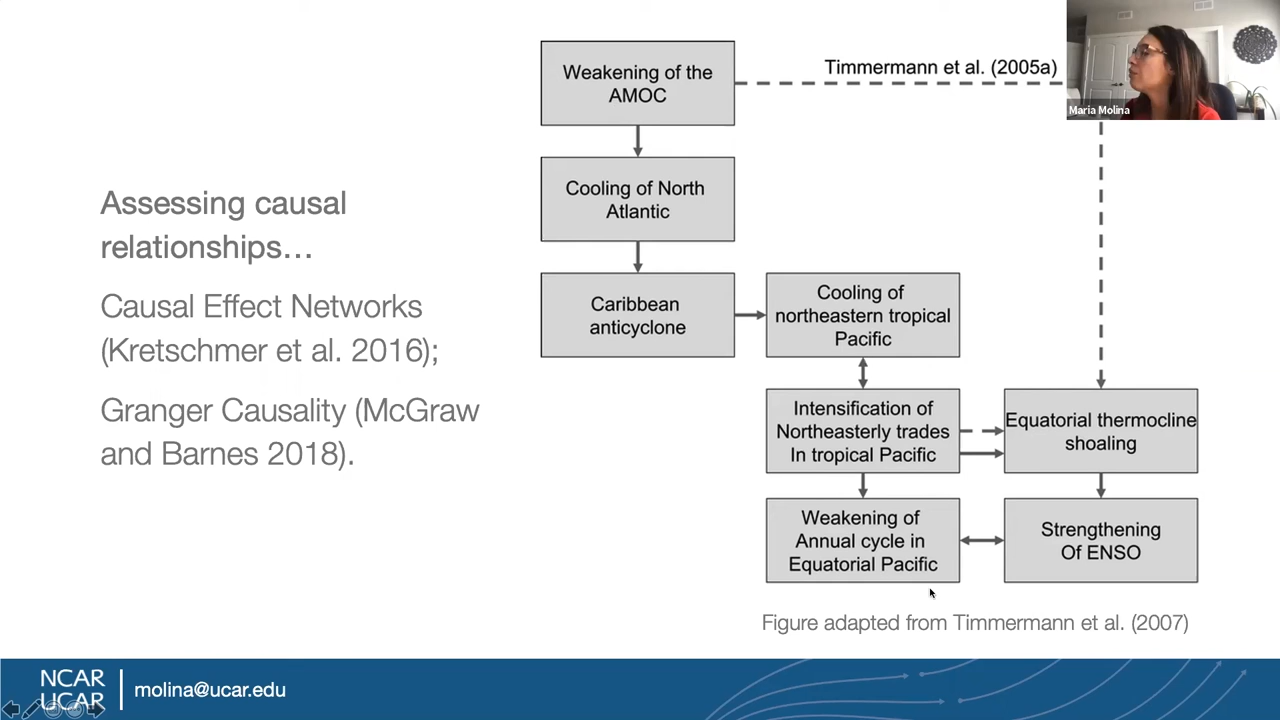 Weakening of the
AMOC
Timmermann et al. (2005a)
Maria Molina
Cooling of North
Atlantic
Assessing causal
relationships…
Causal Effect Networks
(Kretschmer et al. 2016);
Granger Causality (McGraw
and Barnes 2018).
Caribbean
anticyclone
Cooling of
northeastern tropical
Pacific
Intensification of
Northeasterly trades
In tropical Pacific
Equatorial thermocline
shoaling
Weakening of
Annual cycle in
Equatorial Pacific
Strengthening
Of ENSO
Figure adapted from Timmermann et al. (2007)
NCAR
UCAR
molina@ucar.edu